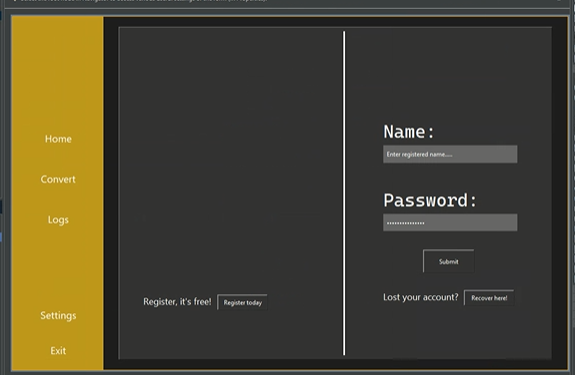 Home
Convert
Logs
Settings
Exit
Register, it's free!
Register today
Name:
Enter registered name.....
Password:
Submit
Lost your account?
Recover here!